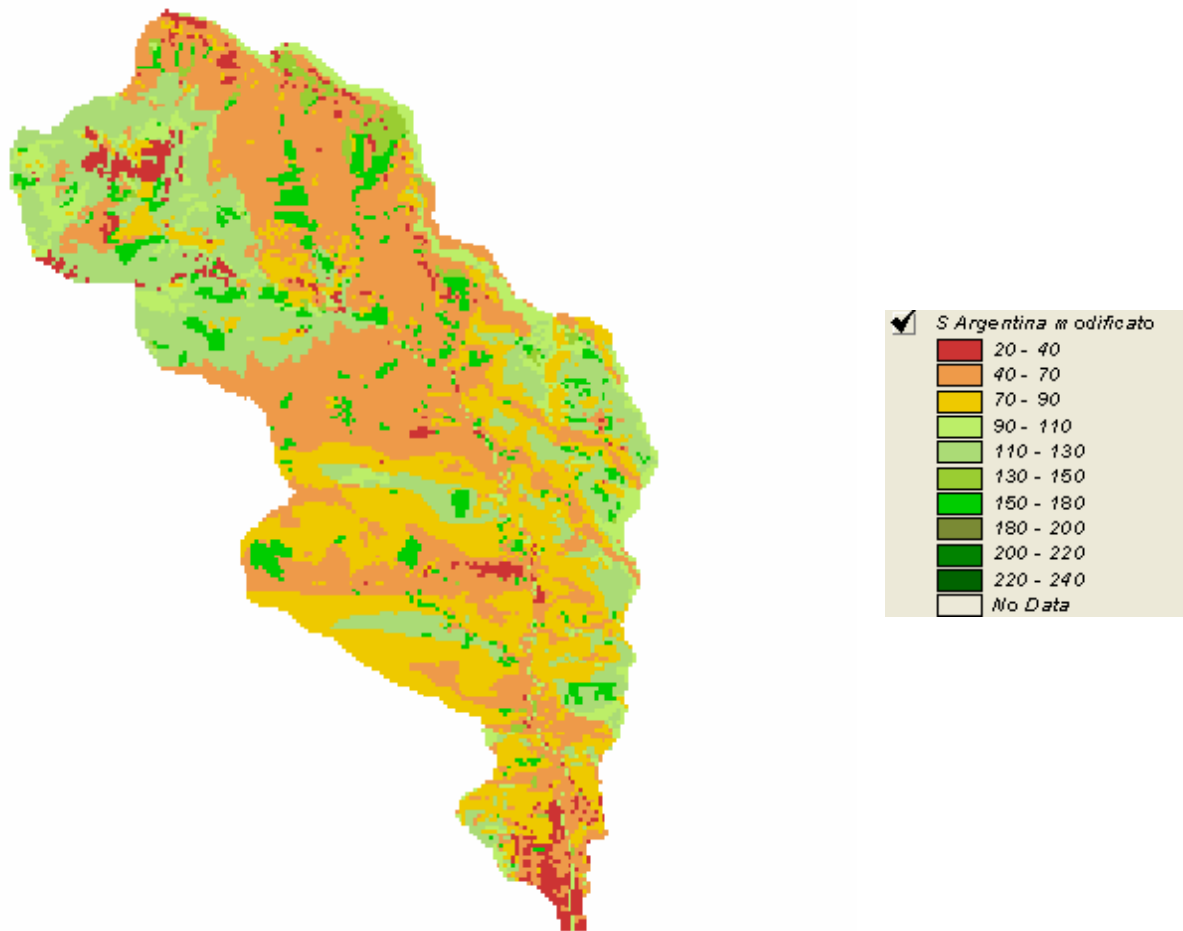 S Argentina modificato
20 - 40
40 - 70
70 - 90
90 - 110
110 - 130
130 - 150
150 - 180
180 - 200
200 - 220
220 - 240
No Data